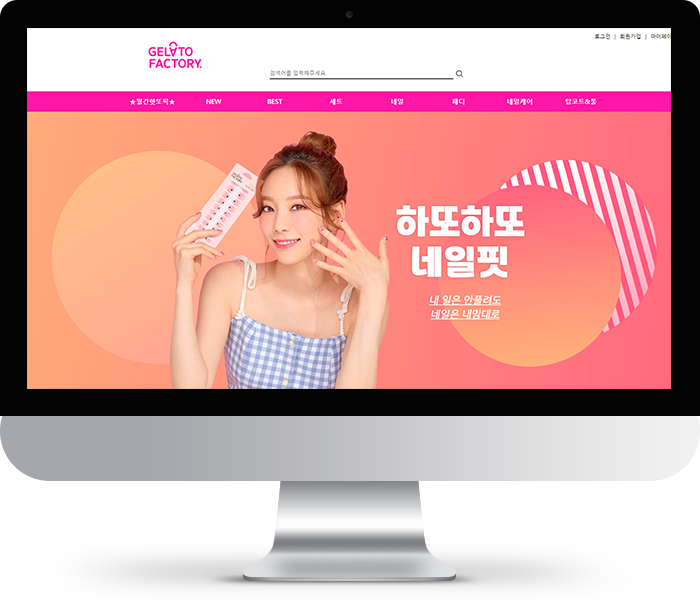 로그인 | 회원가입 | 마이페이
GELATO
FACTORY.
검색어를 입력해주세요.
★월간핫또찌★ NEW BEST 세트 네일 페디 네일케어 탑코트&툴
하또하또
네일핏
내 일은 안풀려도
네일은 내맘대로